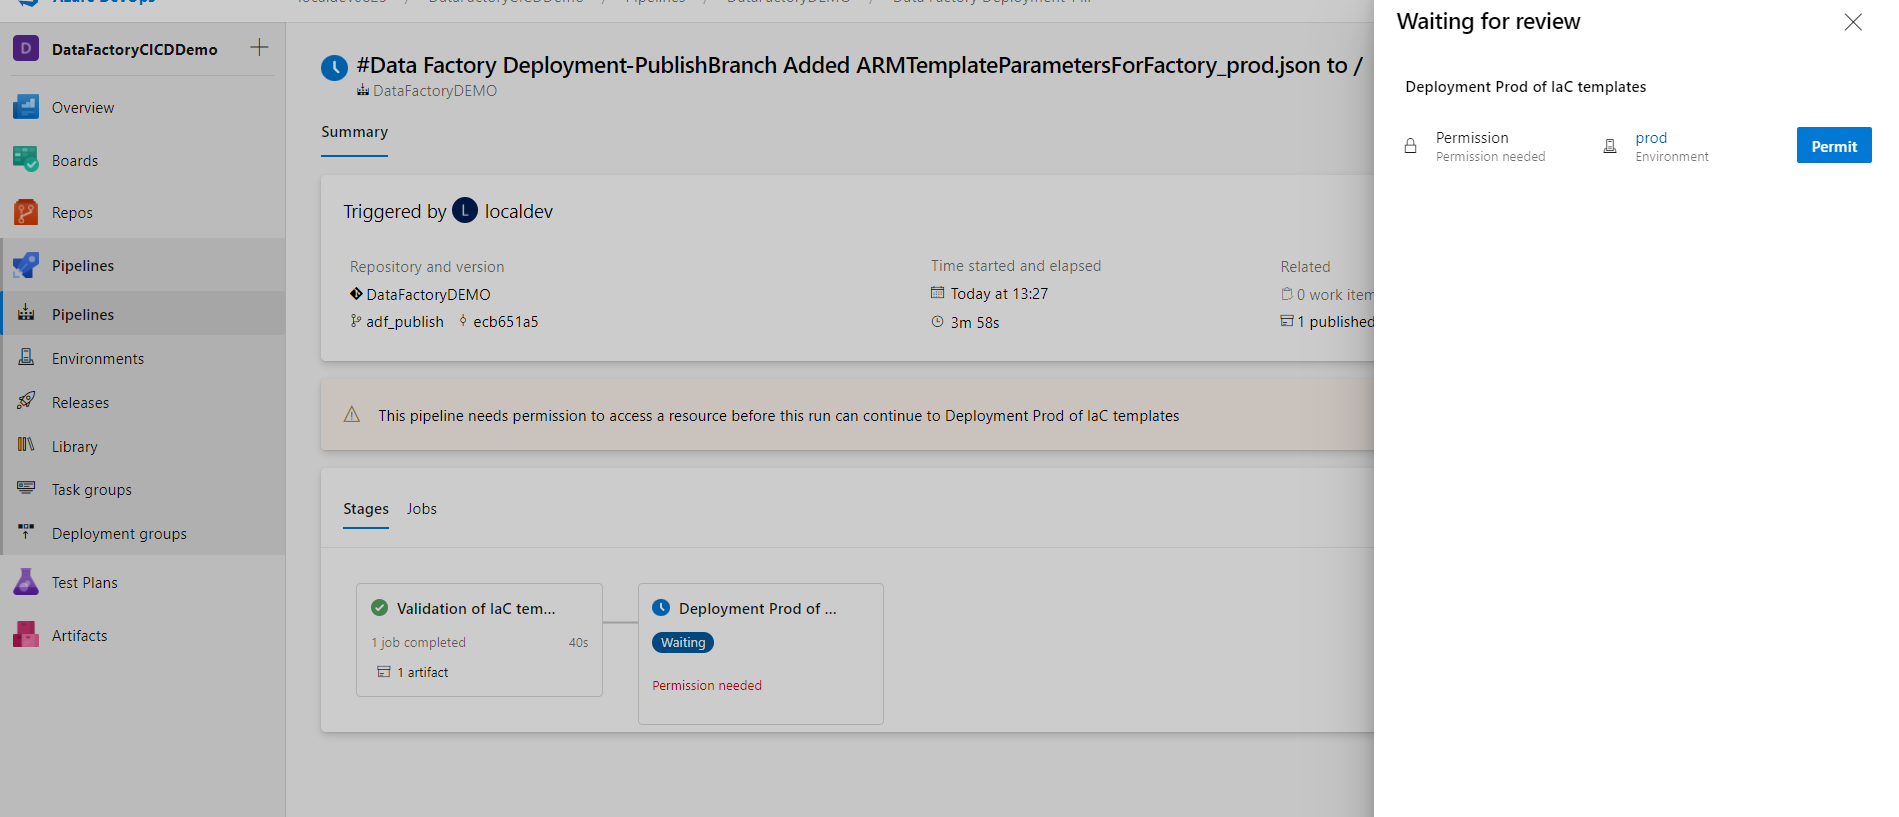 Azure DevOps
localdev0325 / DataFactoryCICDDemo / Pipelines / DataFactoryDEMO / Data Factory Deployment-P...
D DataFactoryCICDDemo
Overview
Boards
Repos
Pipelines
Pipelines
Environments
Releases
Library
Task groups
Deployment groups
Test Plans
Artifacts
#Data Factory Deployment-PublishBranch Added ARMTemplateParametersForFactory_prod.json to /
DataFactoryDEMO
Summary
Triggered by L localdev
Repository and version
DataFactoryDEMO
adf_publish ecb651a5
Time started and elapsed
Today at 13:27
3m 58s
Related
0 work item
1 published
This pipeline needs permission to access a resource before this run can continue to Deployment Prod of IaC templates
Stages Jobs
Validation of IaC tem...
1 job completed 40s
1 artifact
Deployment Prod of ...
Waiting
Permission needed
Waiting for review
Deployment Prod of IaC templates
Permission
Permission needed
prod
Environment
Permit